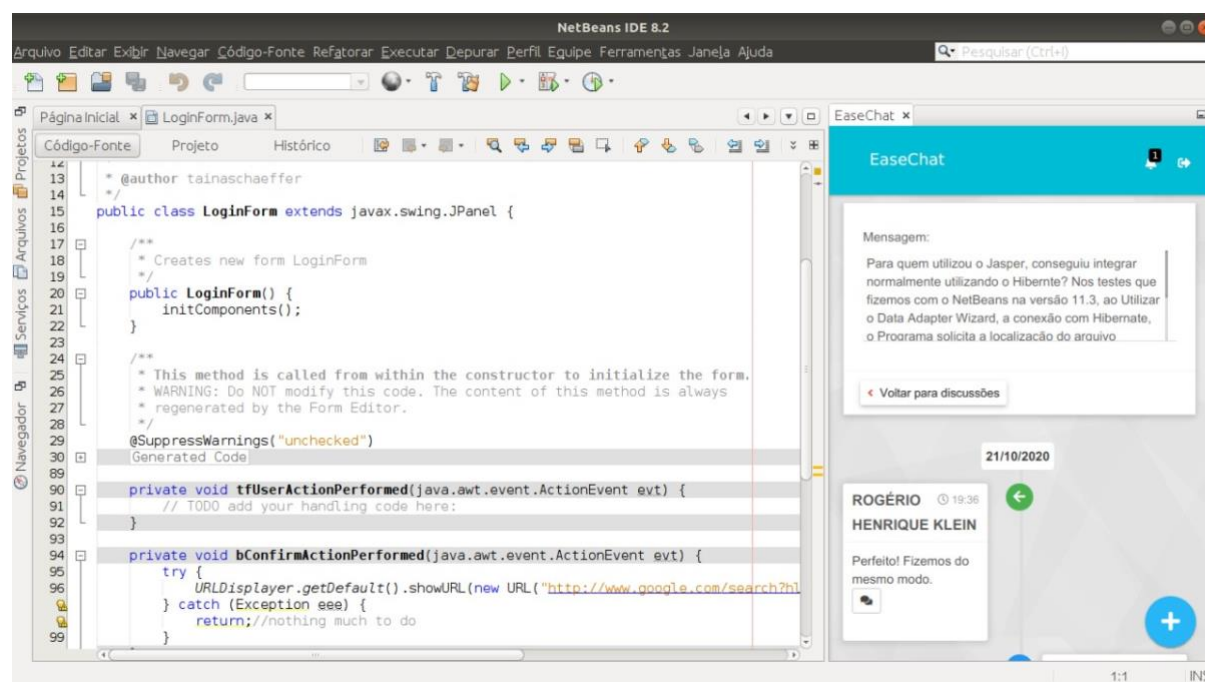 NetBeans IDE 8.2
Arquivo Editar Exibir Navegar Código-Fonte Refatorar Executar Depurar Perfil Equipe Ferramentas Janela Ajuda
Pesquisar (Ctrl+I)
Página Inicial
LoginForm.java
Código-Fonte Projeto Histórico
Projetos
Arquivos
Serviços
Navegador
12
13 * @author tainaschaeffer
14 */
15 public class LoginForm extends javax.swing.JPanel {
16
17 /**
18 * Creates new form LoginForm
19 */
20 public LoginForm() {
21 initComponents();
22 }
23
24 /**
25 * This method is called from within the constructor to initialize the form.
26 * WARNING: Do NOT modify this code. The content of this method is always
27 * regenerated by the Form Editor.
28 */
29 @SuppressWarnings("unchecked")
30 Generated Code
89
90 private void tfUserActionPerformed(java.awt.event.ActionEvent evt) {
91 // TODO add your handling code here:
92 }
93
94 private void bConfirmActionPerformed(java.awt.event.ActionEvent evt) {
95 try {
96 URLDisplayer.getDefault().showURL(new URL("http://www.google.com/search?hl
} catch (Exception eee) {
return;//nothing much to do
99 }
EaseChat
EaseChat
1
Mensagem:
Para quem utilizou o Jasper, conseguiu integrar
normalmente utilizando o Hibernte? Nos testes que
fizemos com o NetBeans na versão 11.3, ao Utilizar
o Data Adapter Wizard, a conexão com Hibernate,
o Programa solicita a localização do arquivo
Voltar para discussões
21/10/2020
ROGÉRIO 19:36
HENRIQUE KLEIN
Perfeito! Fizemos do
mesmo modo.
+
1:1 INS